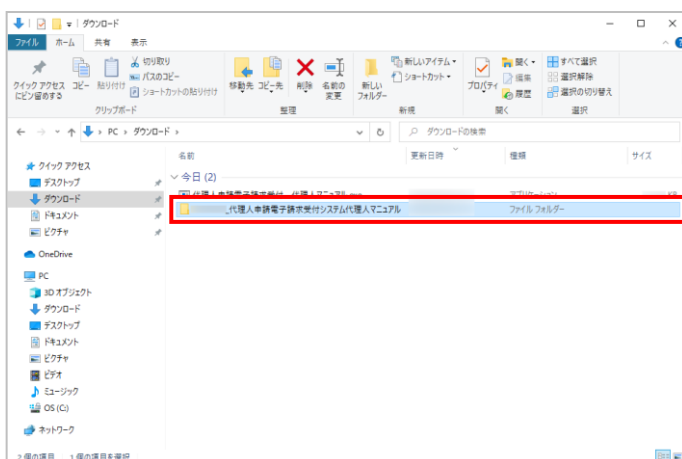 ダウンロード
ファイル ホーム 共有 表示
クイック アクセスにピン留めする
コピー
貼り付け
切り取り
パスのコピー
ショートカットの貼り付け
移動先
コピー先
削除
名前の変更
新しいフォルダー
新しいアイテム
ショートカット
プロパティ
開く
編集
履歴
すべて選択
選択解除
選択の切り替え
クリップボード 整理 新規 開く 選択
PC > ダウンロード >
ダウンロードの検索
名前 更新日時 種類 サイズ
今日 (2)
_代理人申請電子請求受付システム代理人マニュアル ファイル フォルダー
クイック アクセス
デスクトップ
ダウンロード
ドキュメント
ピクチャ
OneDrive
PC
3D オブジェクト
ダウンロード
デスクトップ
ドキュメント
ピクチャ
ビデオ
ミュージック
OS (C:)
ネットワーク
2 個の項目 1 個の項目を選択